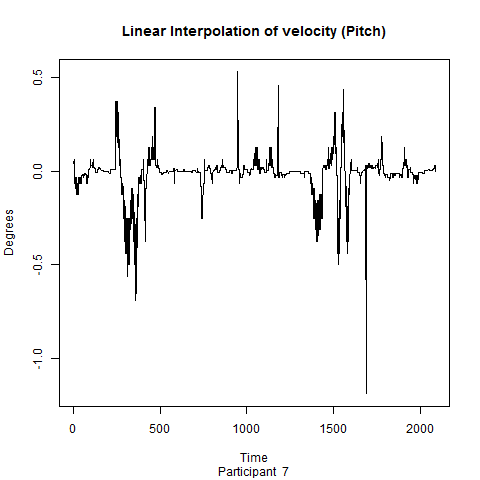 Linear Interpolation of velocity (Pitch)
0.5
0.0
-0.5
-1.0
Degrees
0 500 1000 1500 2000
Time
Participant 7